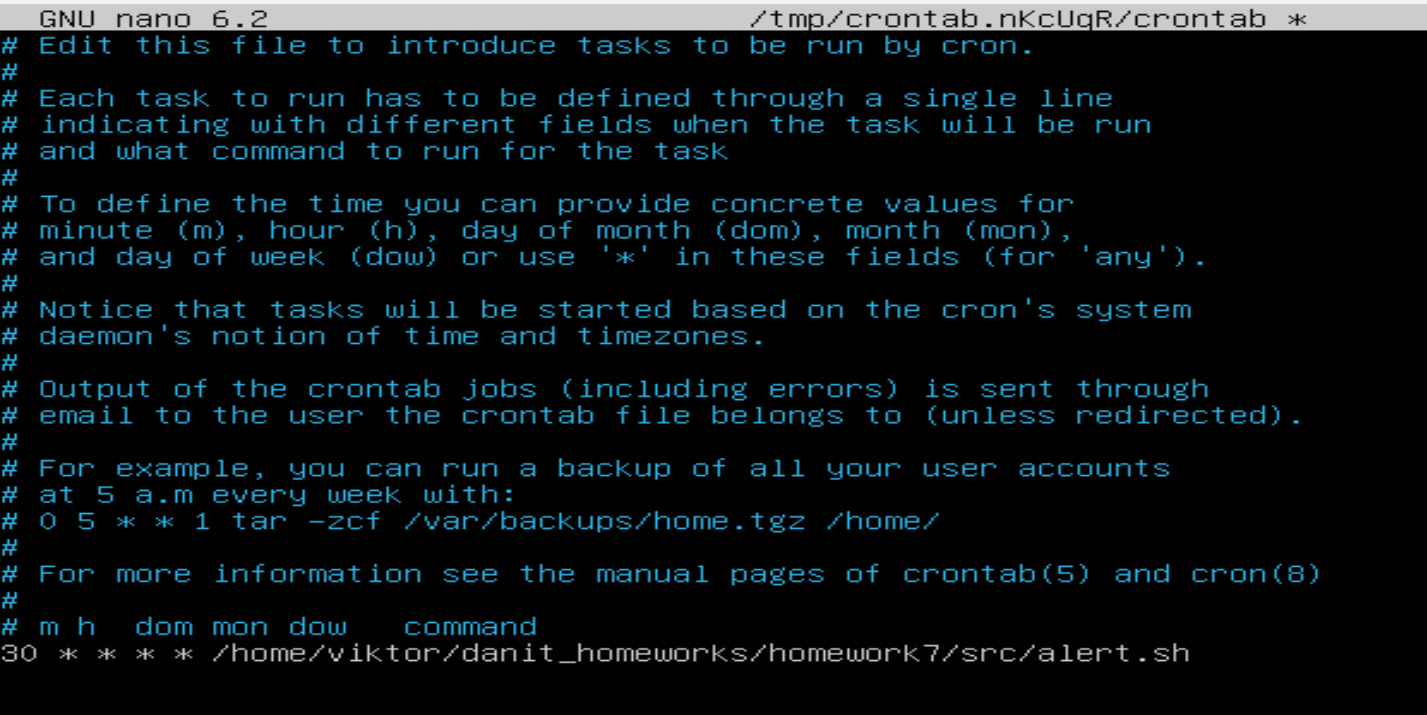 GNU nano 6.2 /tmp/crontab.nKcUqR/crontab *
# Edit this file to introduce tasks to be run by cron.
#
# Each task to run has to be defined through a single line
# indicating with different fields when the task will be run
# and what command to run for the task
#
# To define the time you can provide concrete values for
# minute (m), hour (h), day of month (dom), month (mon),
# and day of week (dow) or use '*' in these fields (for 'any').
#
# Notice that tasks will be started based on the cron's system
# daemon's notion of time and timezones.
#
# Output of the crontab jobs (including errors) is sent through
# email to the user the crontab file belongs to (unless redirected).
#
# For example, you can run a backup of all your user accounts
# at 5 a.m every week with:
# 0 5 * * 1 tar -zcf /var/backups/home.tgz /home/
#
# For more information see the manual pages of crontab(5) and cron(8)
#
# m h  dom mon dow   command
30 * * * * /home/viktor/danit_homeworks/homework7/src/alert.sh